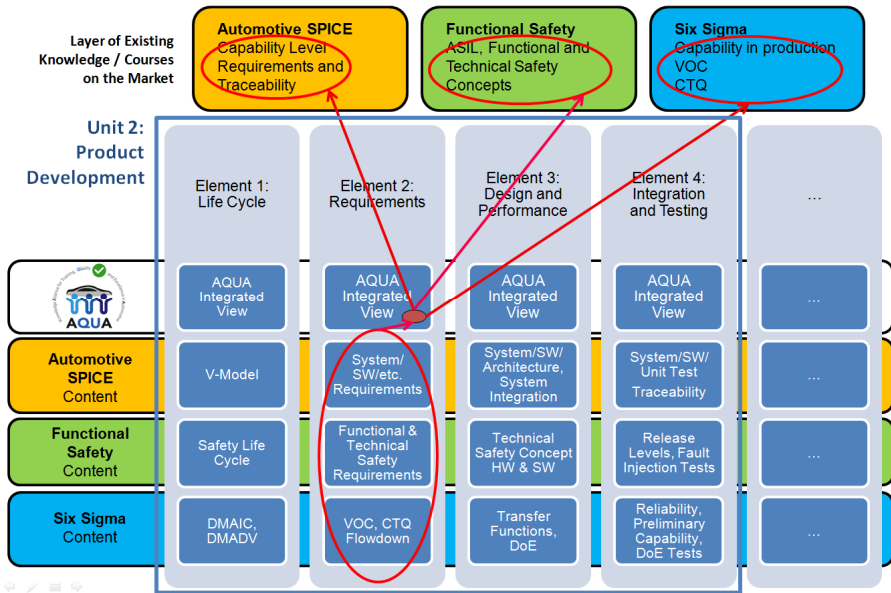 Layer of Existing
Knowledge / Courses
on the Market
Automotive SPICE
Capability Level
Requirements and
Traceability
Functional Safety
ASIL, Functional and
Technical Safety
Concepts
Six Sigma
Capability in production
VOC
CTQ
Unit 2:
Product
Development
Element 1:
Life Cycle
Element 2:
Requirements
Element 3:
Design and
Performance
Element 4:
Integration
and Testing
...
AQUA
AQUA
Integrated
View
AQUA
Integrated
View
AQUA
Integrated
View
AQUA
Integrated
View
...
Automotive
SPICE
Content
V-Model
System/
SW/etc.
Requirements
System/SW/
Architecture,
System
Integration
System/SW/
Unit Test
Traceability
...
Functional
Safety
Content
Safety Life
Cycle
Functional &
Technical
Safety
Requirements
Technical
Safety Concept
HW & SW
Release
Levels, Fault
Injection Tests
...
Six Sigma
Content
DMAIC,
DMADV
VOC, CTQ
Flowdown
Transfer
Functions,
DoE
Reliability,
Preliminary
Capability,
DoE Tests
...